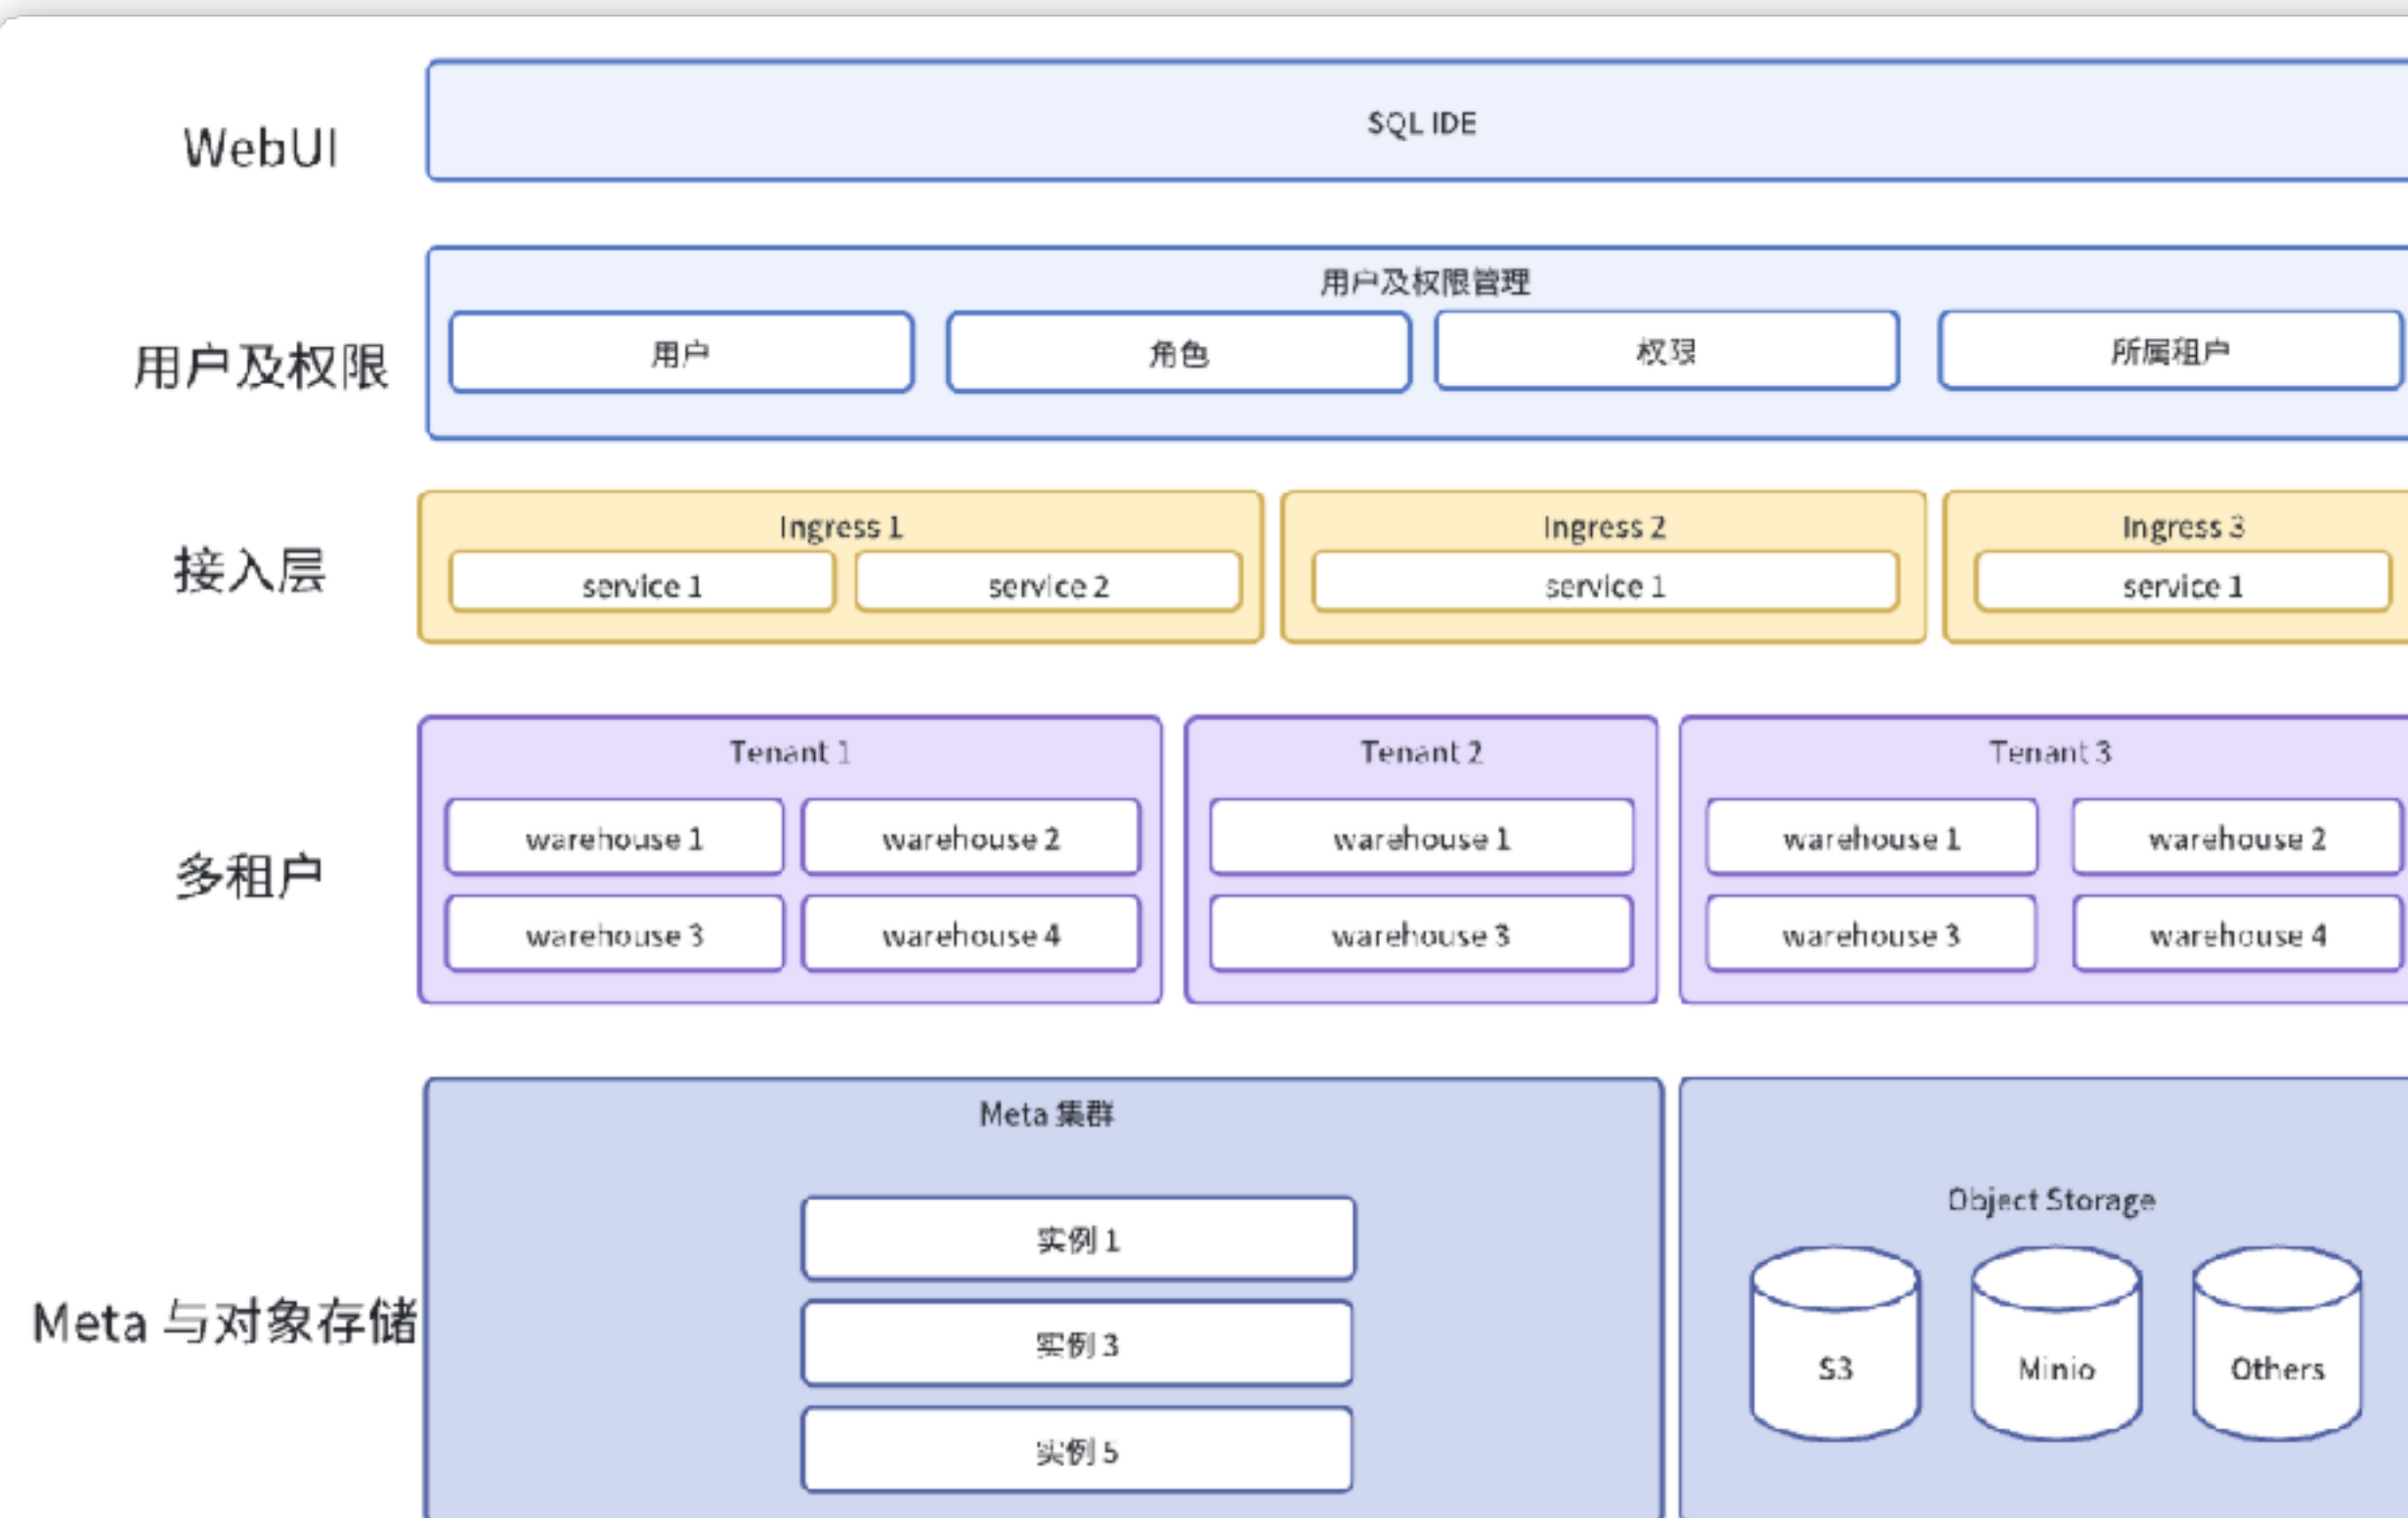 WebUI
SQL IDE
用户及权限
用户及权限管理
用户
角色
权限
所属租户
接入层
Ingress 1
service 1
service 2
Ingress 2
service 1
Ingress 3
service 1
多租户
Tenant 1
warehouse 1
warehouse 2
warehouse 3
warehouse 4
Tenant 2
warehouse 1
warehouse 3
Tenant 3
warehouse 1
warehouse 2
warehouse 3
warehouse 4
Meta 与对象存储
Meta 集群
实例 1
实例 3
实例 5
Object Storage
S3
Minio
Others